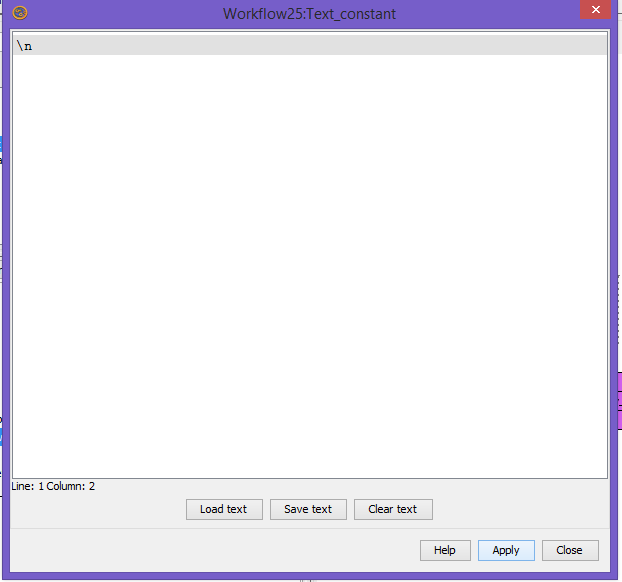 Workflow25:Text_constant
\n
Line: 1 Column: 2
Load text
Save text
Clear text
Help
Apply
Close